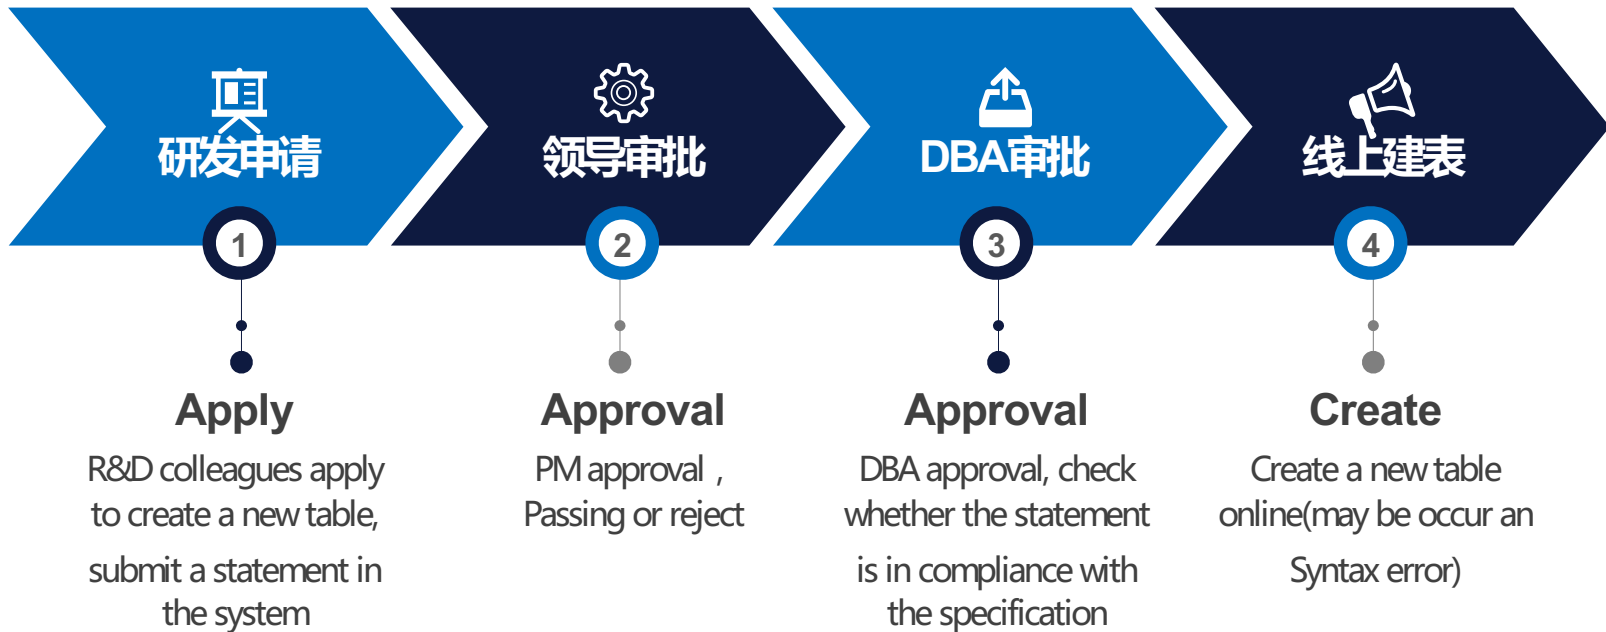 研发申请
领导审批
DBA审批
线上建表
1
2
3
4
Apply
R&D colleagues apply
to create a new table,
submit a statement in
the system
Approval
PM approval ,
Passing or reject
Approval
DBA approval, check
whether the statement
is in compliance with
the specification
Create
Create a new table
online(may be occur an
Syntax error)